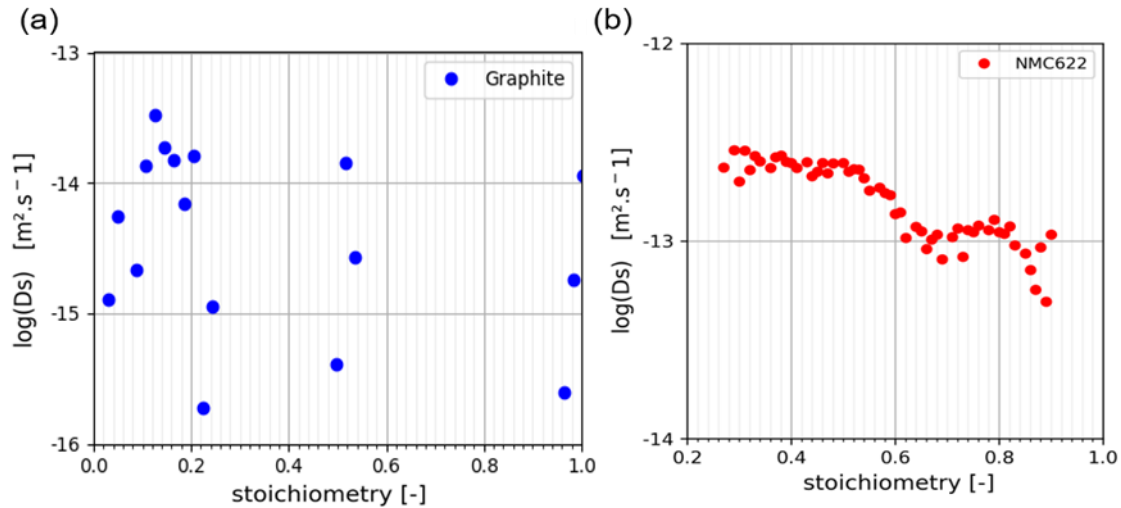 (a)
-13
-14
-15
-16
log(Ds) [m².s−1]
Graphite
0.0 0.2 0.4 0.6 0.8 1.0
stoichiometry [-]
(b)
-12
-13
-14
log(Ds) [m².s−1]
NMC622
0.2 0.4 0.6 0.8 1.0
stoichiometry [-]